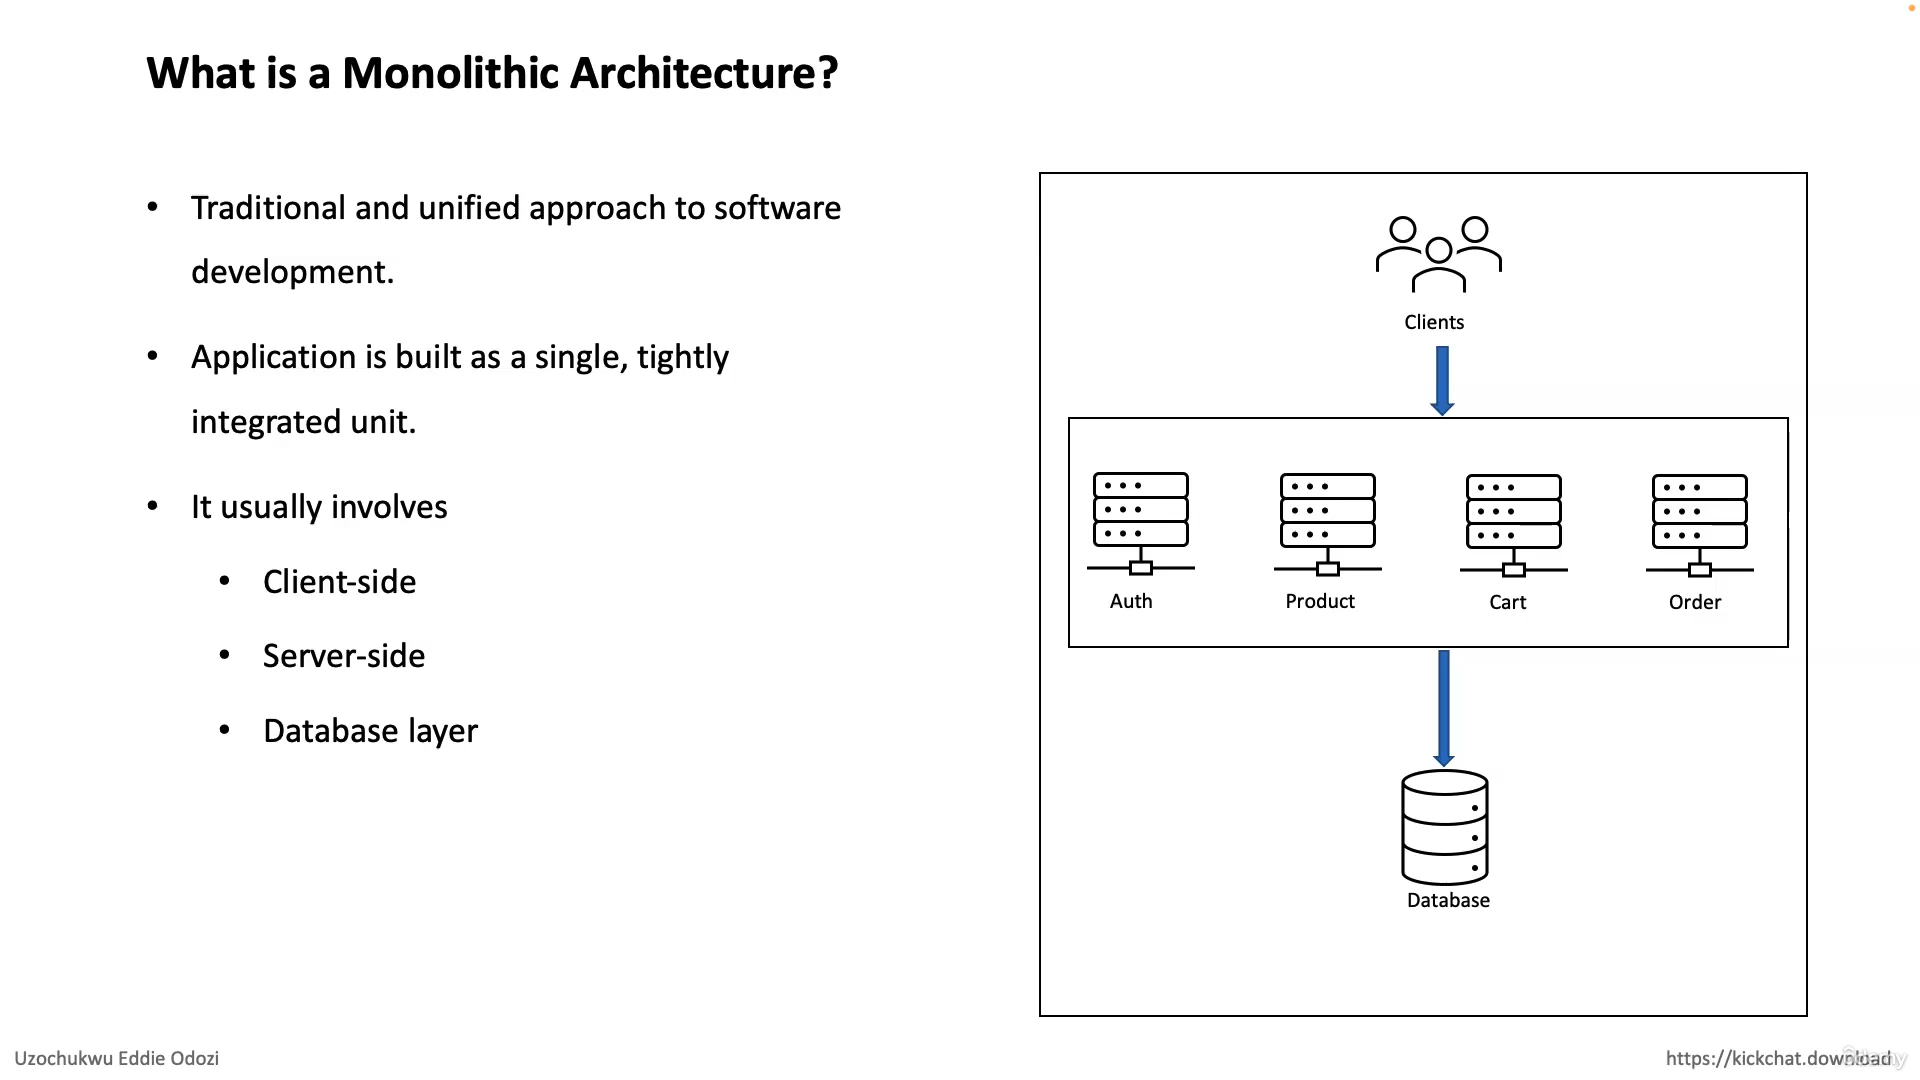 What is a Monolithic Architecture?
• Traditional and unified approach to software
development.
• Application is built as a single, tightly
integrated unit.
• It usually involves
• Client-side
• Server-side
• Database layer
Clients
Auth
Product
Cart
Order
Database
Uzochukwu Eddie Odozi
https://kickchat.download